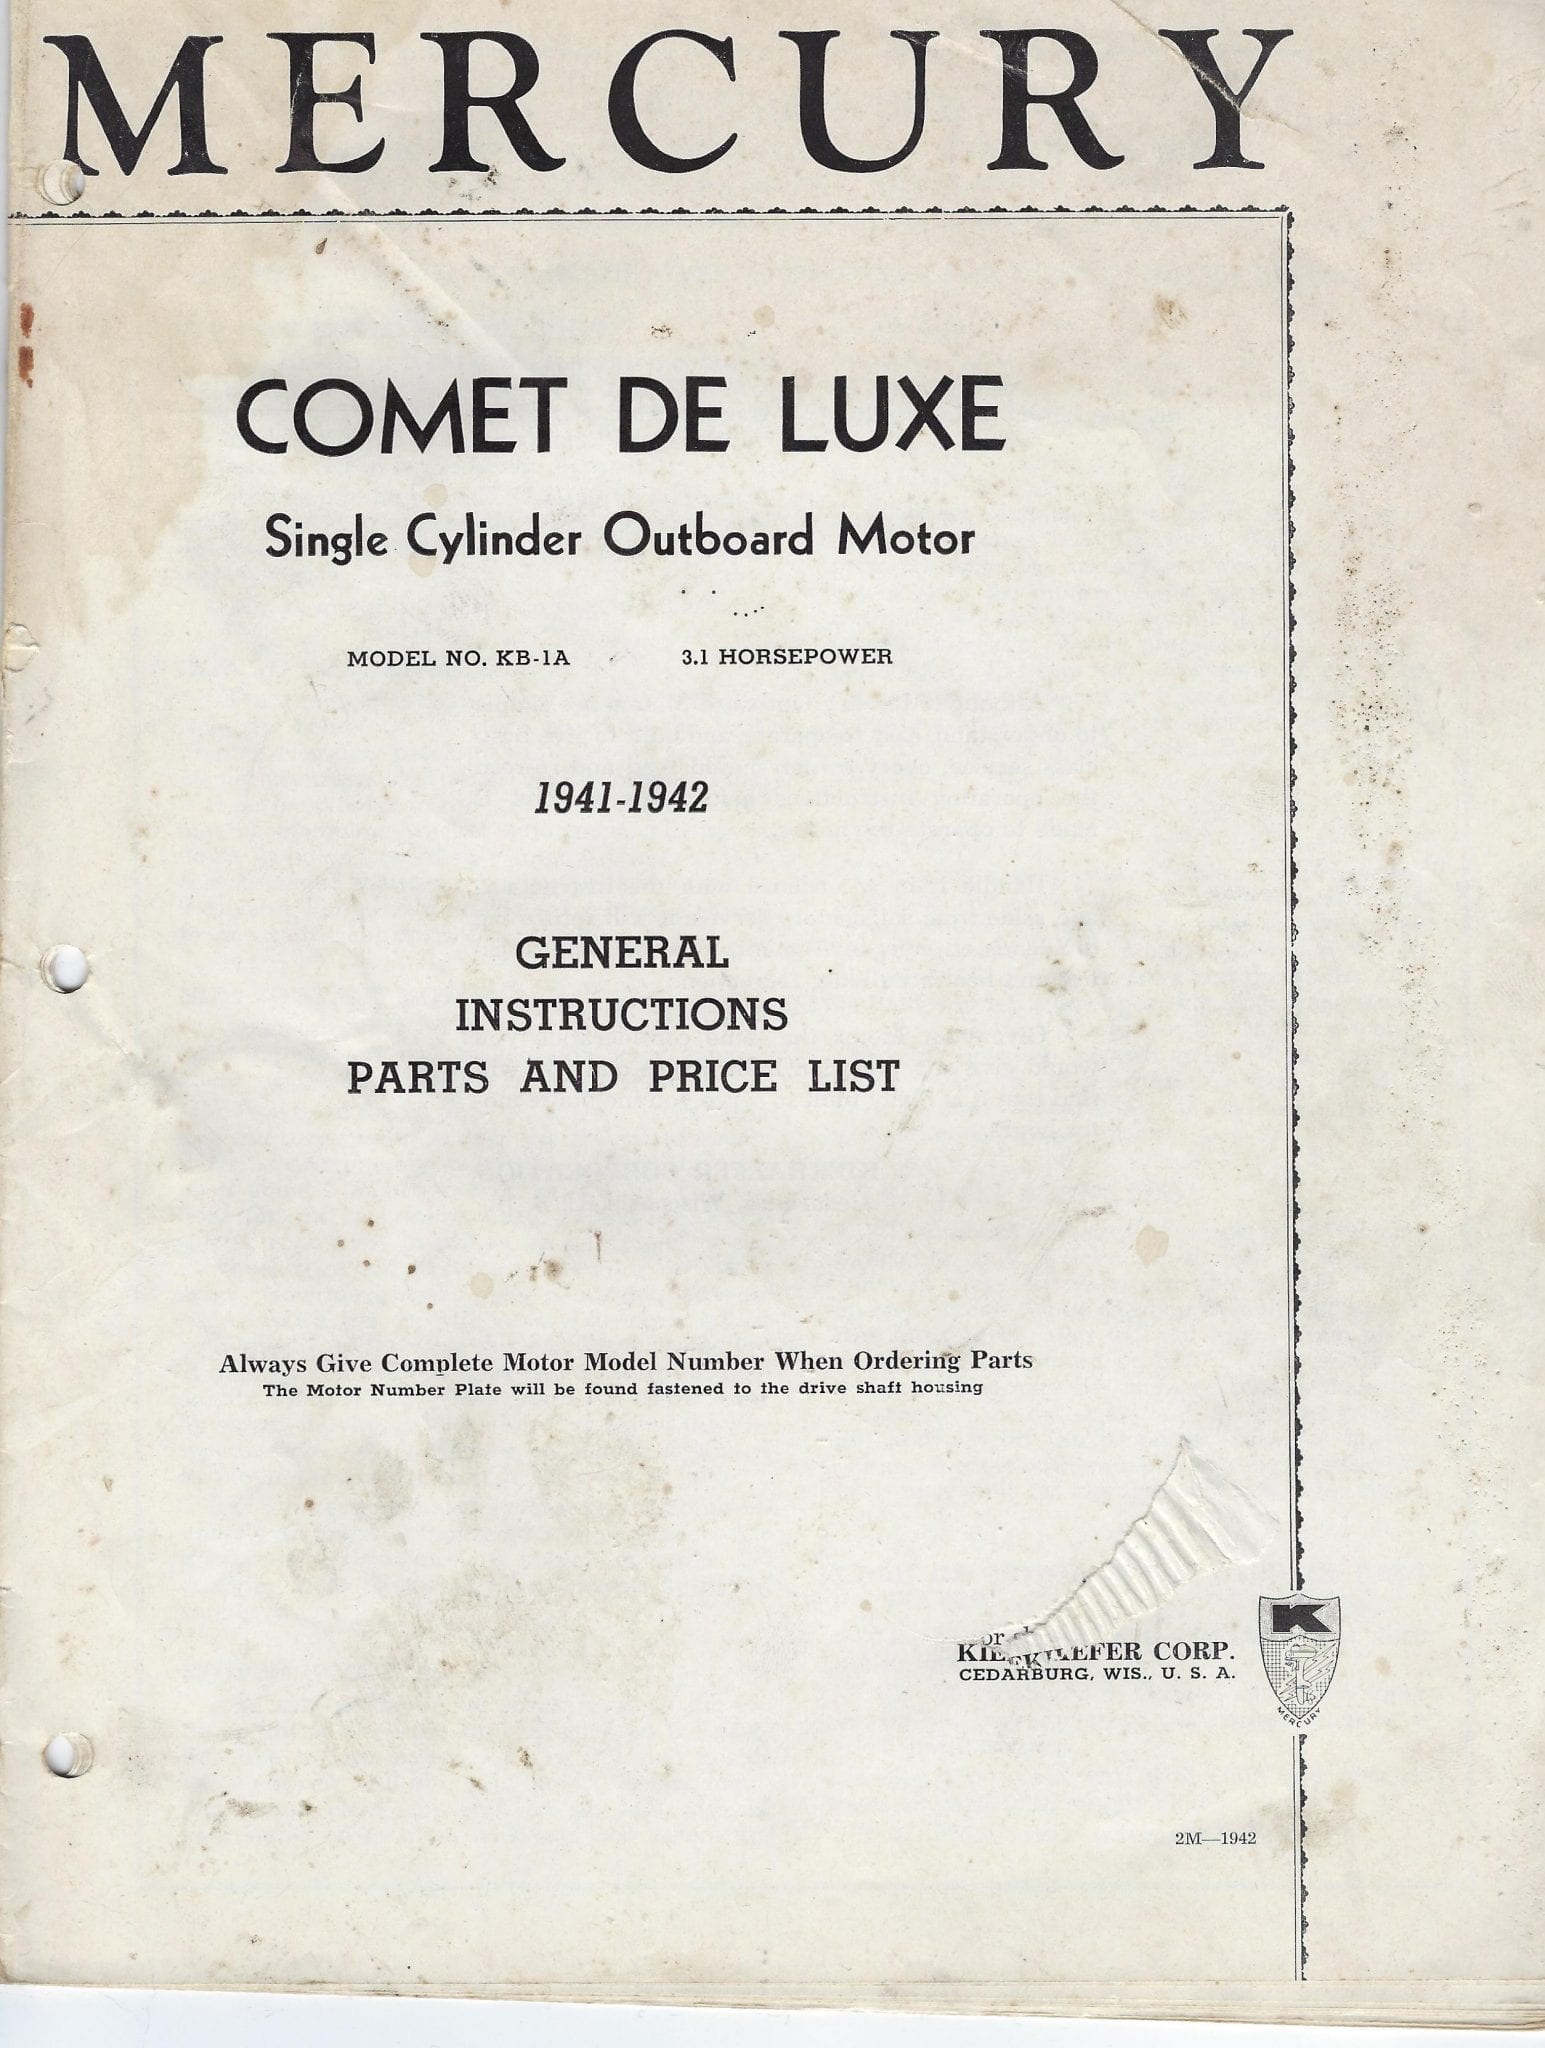 MERCURY
COMET DE LUXE
Single Cylinder Outboard Motor
MODEL NO. KB-1A 3.1 HORSEPOWER
1941-1942
GENERAL
INSTRUCTIONS
PARTS AND PRICE LIST
Always Give Complete Motor Model Number When Ordering Parts
The Motor Number Plate will be found fastened to the drive shaft housing
CORP.
CEDARBURG, WIS., U. S. A.
K
MERCURY
2M—1942